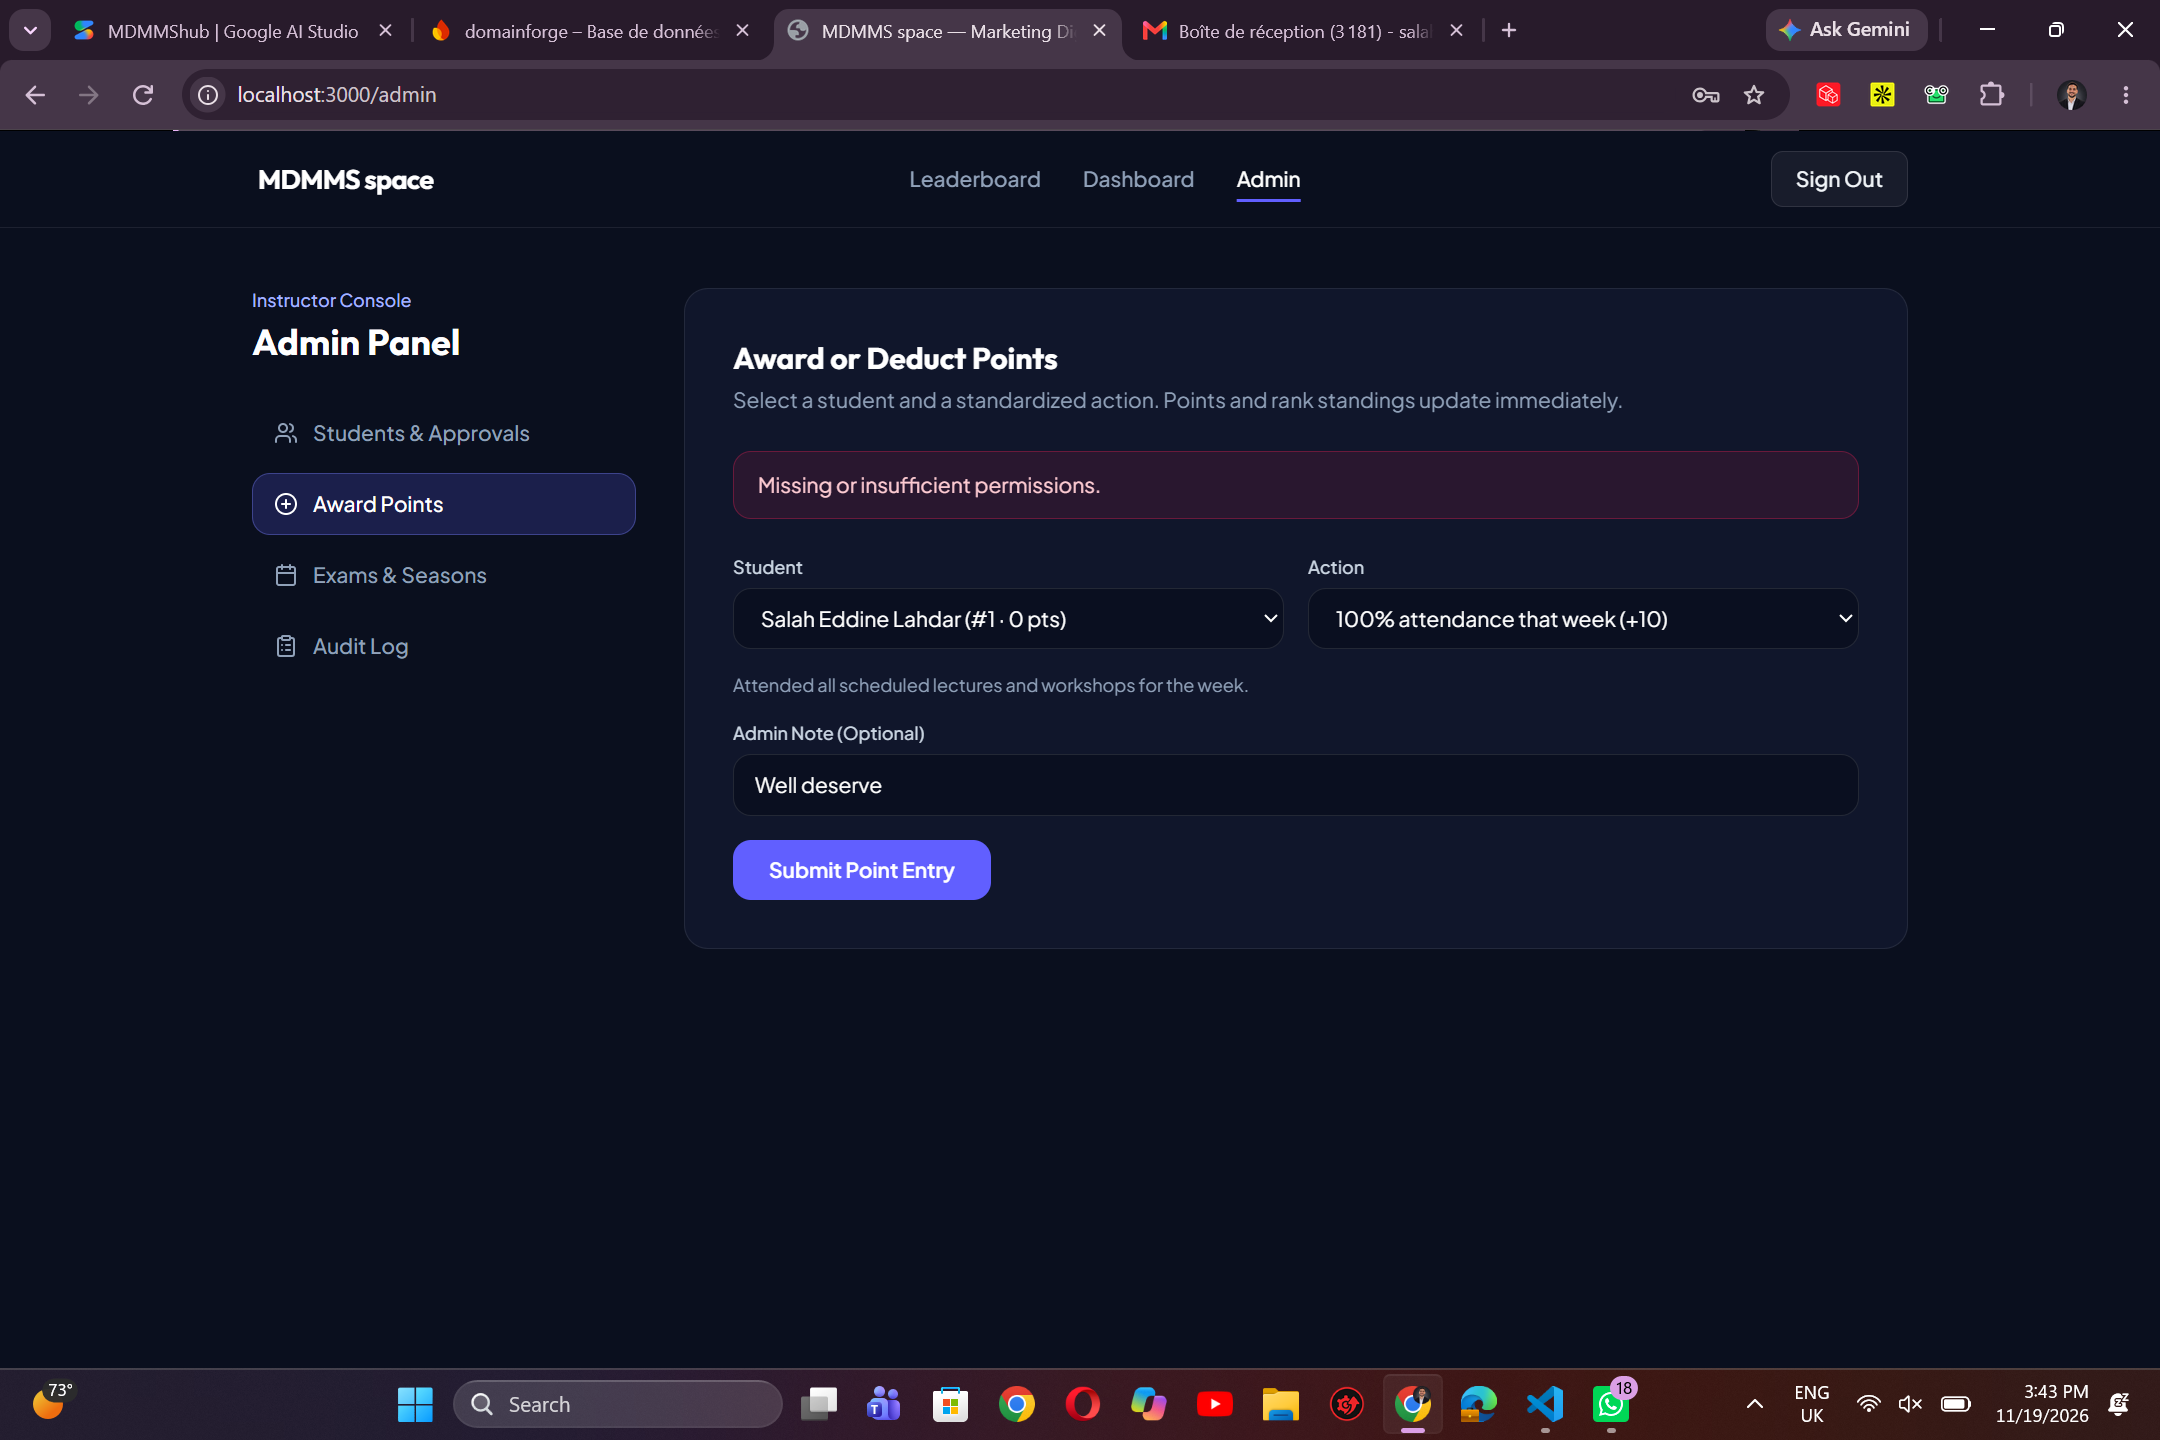 MDMMShub | Google AI Studio
domainforge – Base de données
MDMMS space — Marketing Di
Boîte de réception (3 181) - sala
Ask Gemini
localhost:3000/admin
MDMMS space
Leaderboard
Dashboard
Admin
Sign Out
Instructor Console
Admin Panel
Students & Approvals
Award Points
Exams & Seasons
Audit Log
Award or Deduct Points
Select a student and a standardized action. Points and rank standings update immediately.
Missing or insufficient permissions.
Student
Action
Salah Eddine Lahdar (#1 · 0 pts)
100% attendance that week (+10)
Attended all scheduled lectures and workshops for the week.
Admin Note (Optional)
Well deserve
Submit Point Entry
73°
Search
18
ENG
UK
3:43 PM
11/19/2026